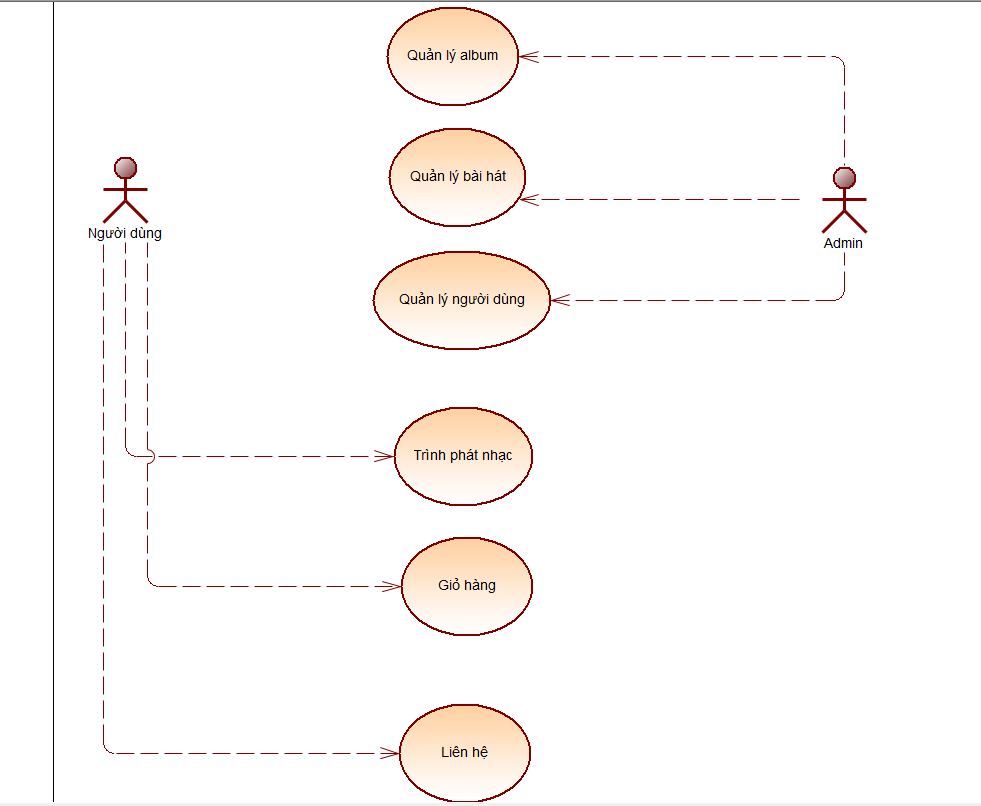 Quản lý album
Quản lý bài hát
Người dùng
Admin
Quản lý người dùng
Trình phát nhạc
Giỏ hàng
Liên hệ